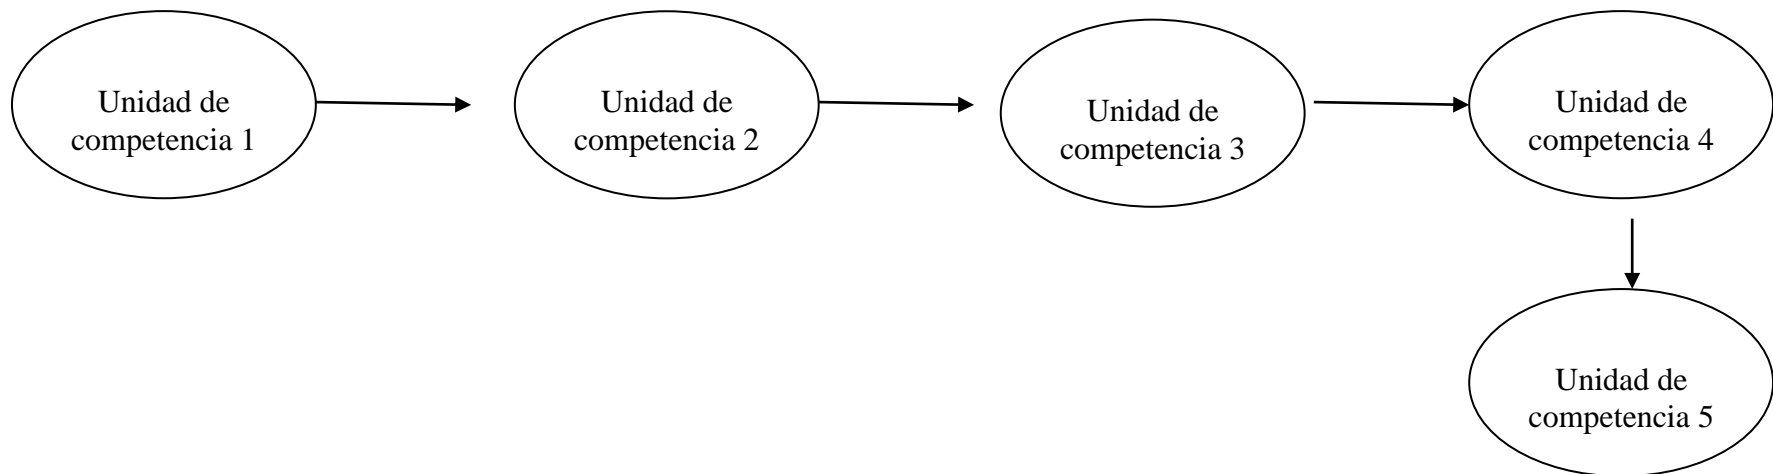 Unidad de
competencia 1
Unidad de
competencia 2
Unidad de
competencia 3
Unidad de
competencia 4
Unidad de
competencia 5